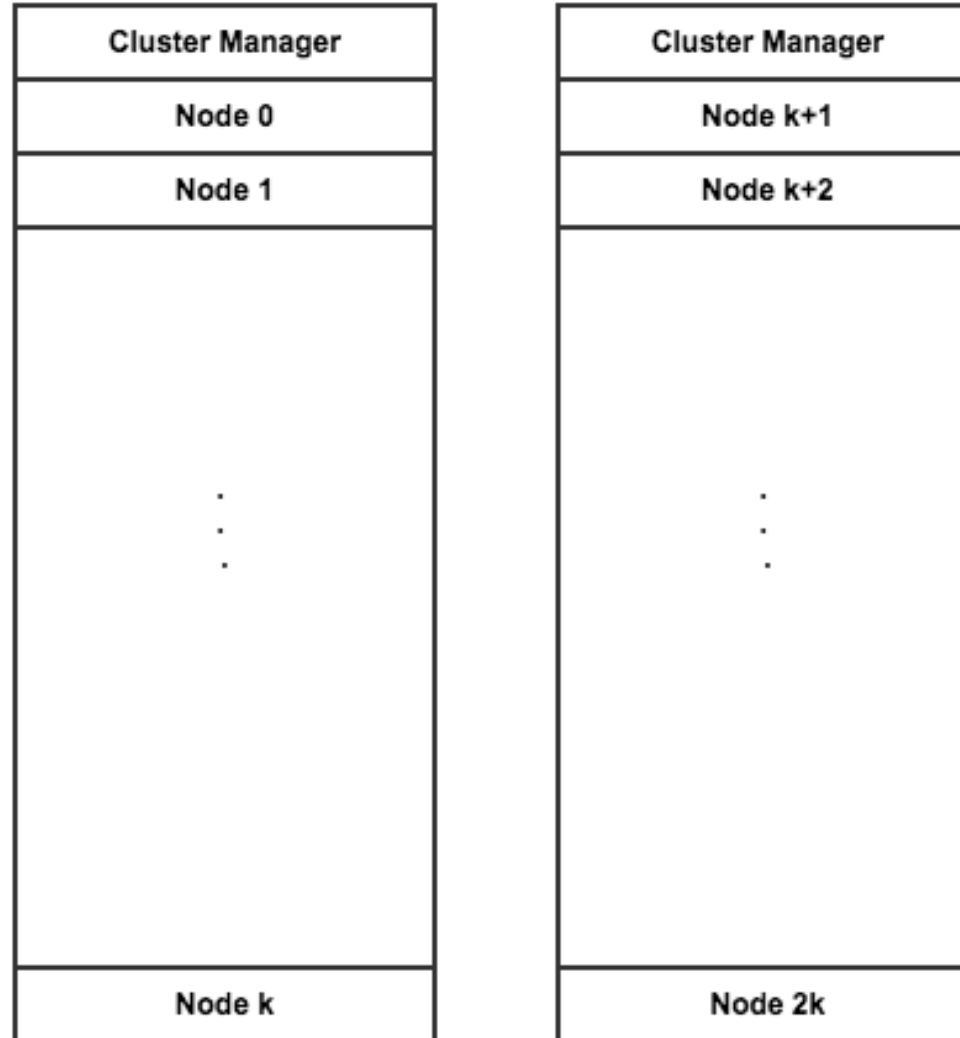 Cluster Manager
Node 0
Node 1
.
.
.
Node k
Cluster Manager
Node k+1
Node k+2
.
.
.
Node 2k